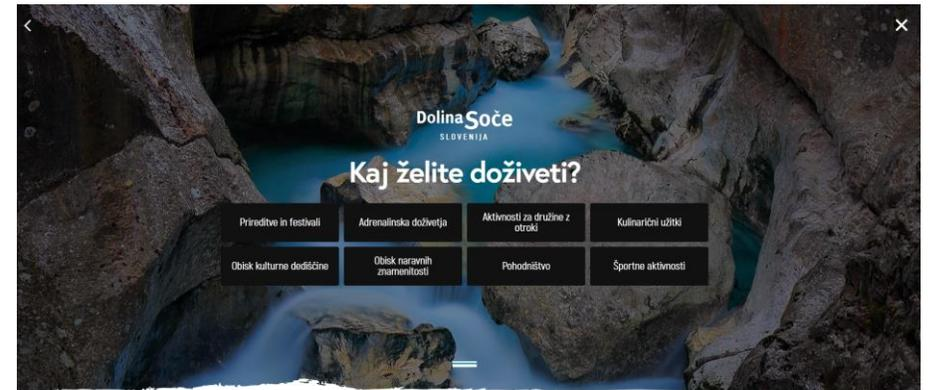 Dolina Soče
SLOVENIJA
Kaj želite doživeti?
Prireditve in festivali
Adrenalinska doživetja
Aktivnosti za družine z
otroki
Kulinarični užitki
Obisk kulturne dediščine
Obisk naravnih
znamenitosti
Pohodništvo
Športne aktivnosti